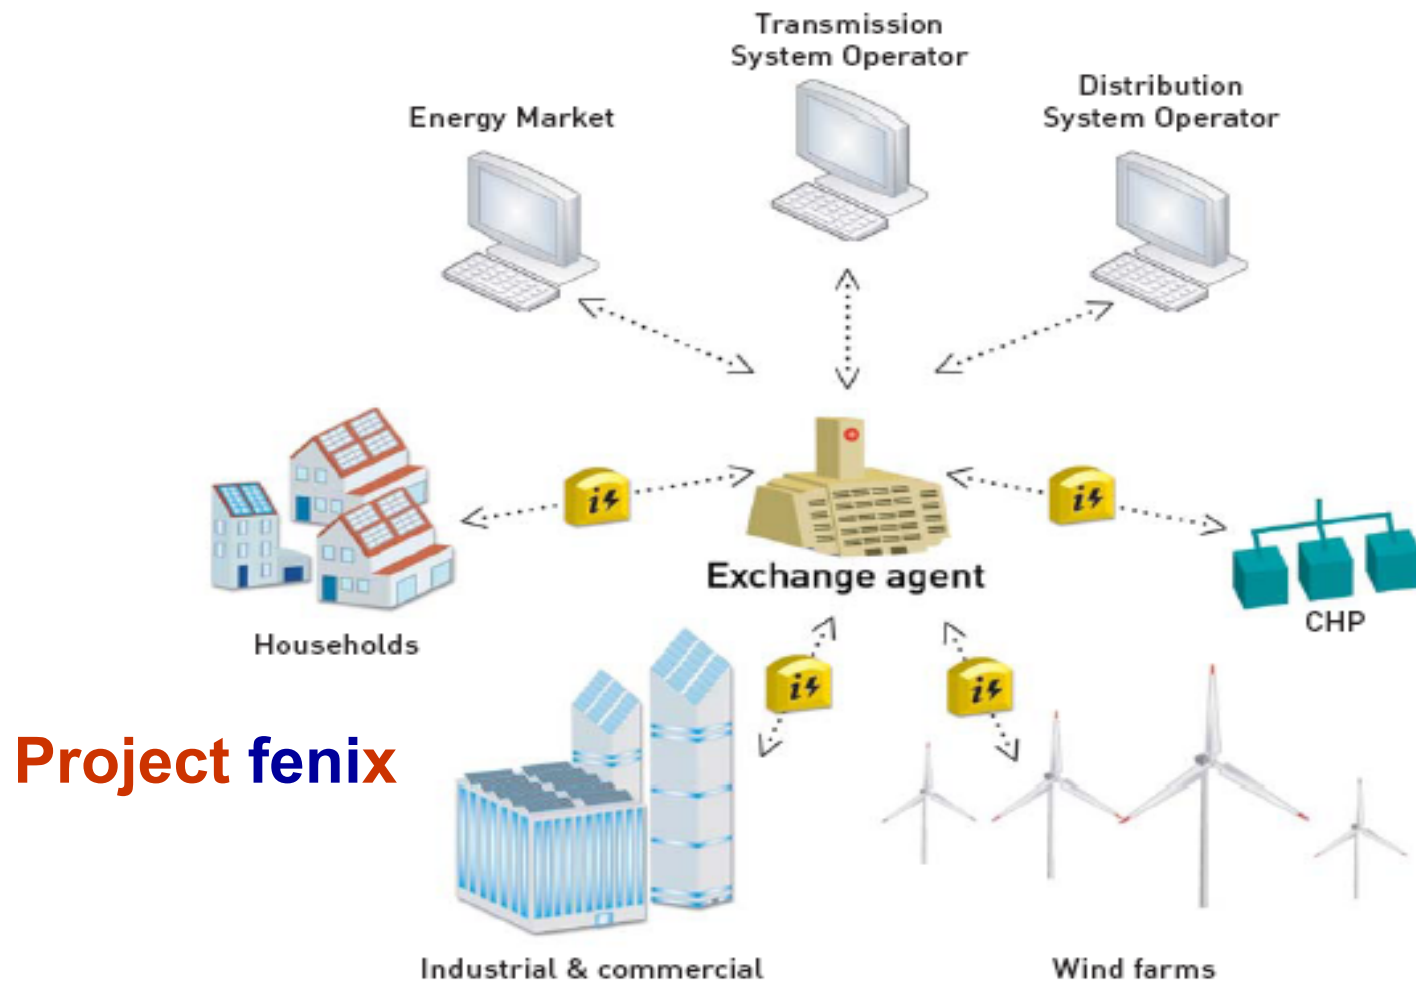 Transmission
System Operator
Distribution
System Operator
Energy Market
i
i
Exchange agent
CHP
Households
i
i
Project fenix
Industrial & commercial
Wind farms